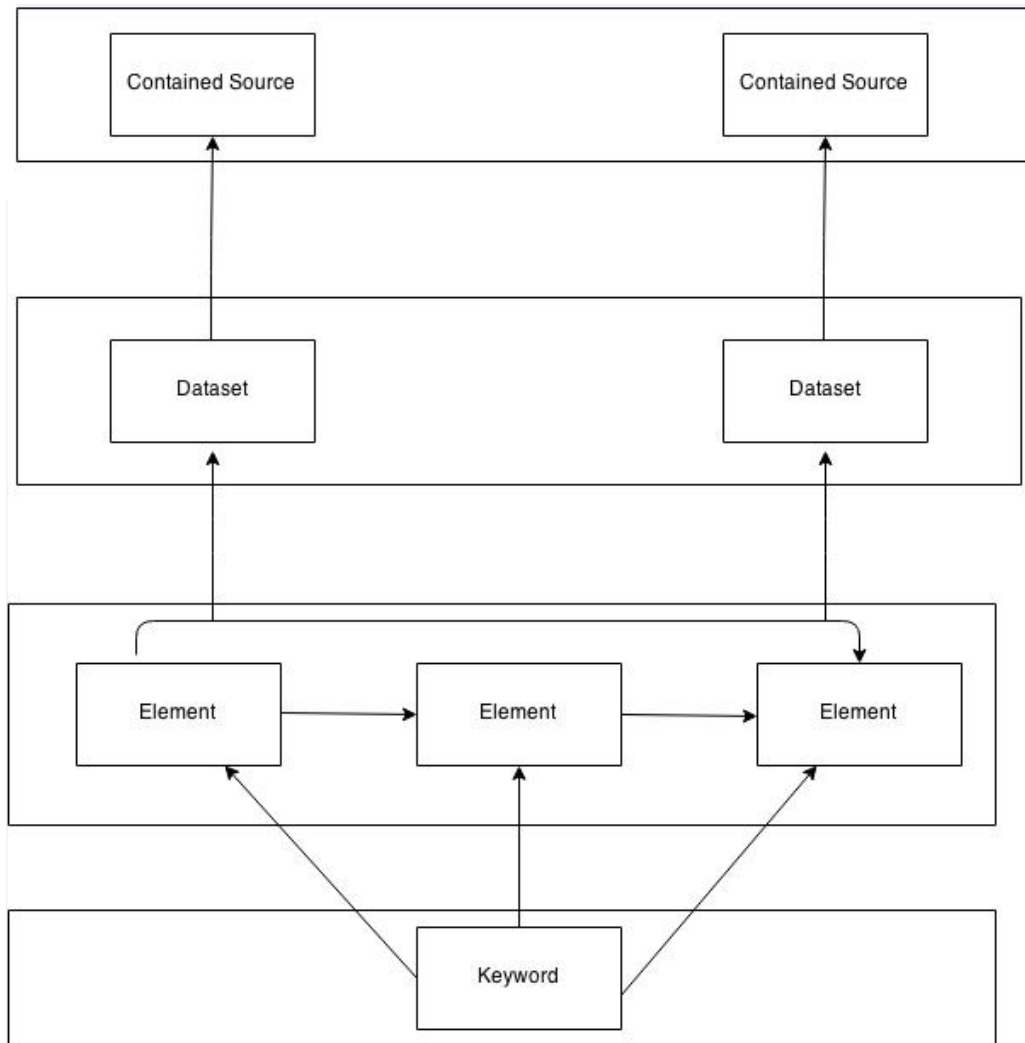 Contained Source
Contained Source
Dataset
Dataset
Element
Element
Element
Keyword